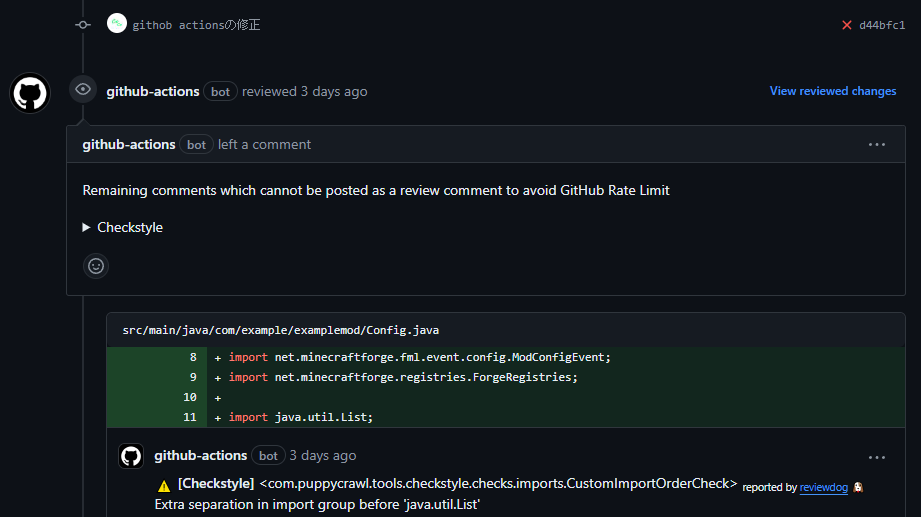 githob actionsの修正 d44bfc1
github-actions bot reviewed 3 days ago View reviewed changes
github-actions bot left a comment
Remaining comments which cannot be posted as a review comment to avoid GitHub Rate Limit
Checkstyle
src/main/java/com/example/examplemod/Config.java
8 + import net.minecraftforge.fml.event.config.ModConfigEvent;
9 + import net.minecraftforge.registries.ForgeRegistries;
10 +
11 + import java.util.List;
github-actions bot 3 days ago
[Checkstyle] <com.puppycrawl.tools.checkstyle.checks.imports.CustomImportOrderCheck> reported by reviewdog 🐶
Extra separation in import group before 'java.util.List'